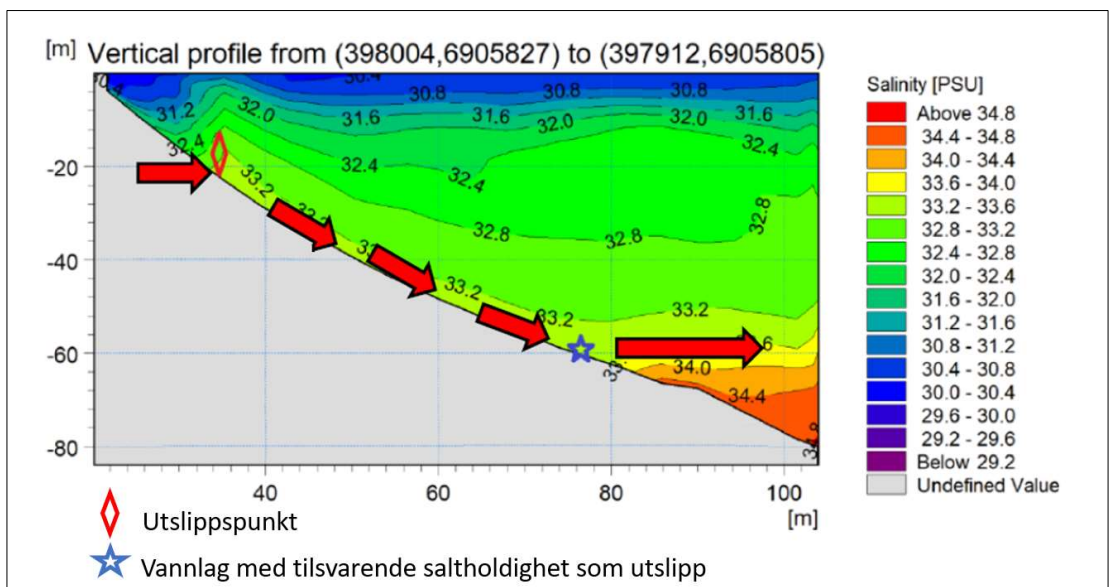 [m] Vertical profile from (398004,6905827) to (397912,6905805)
Salinity [PSU]
Above 34.8
34.4 - 34.8
34.0 - 34.4
33.6 - 34.0
33.2 - 33.6
32.8 - 33.2
32.4 - 32.8
32.0 - 32.4
31.6 - 32.0
31.2 - 31.6
30.8 - 31.2
30.4 - 30.8
30.0 - 30.4
29.6 - 30.0
29.2 - 29.6
Below 29.2
Undefined Value
30.8 30.8
31.2 32.0 31.6 32.0 31.6
32.4 32.4 32.4 32.4
33.2 32.8 32.8 32.8
33.2 33.2 33.2
34.0
34.4
-20
-40
-60
-80
40 60 80 100
[m]
Utslippspunkt
Vannlag med tilsvarende saltholdighet som utslipp